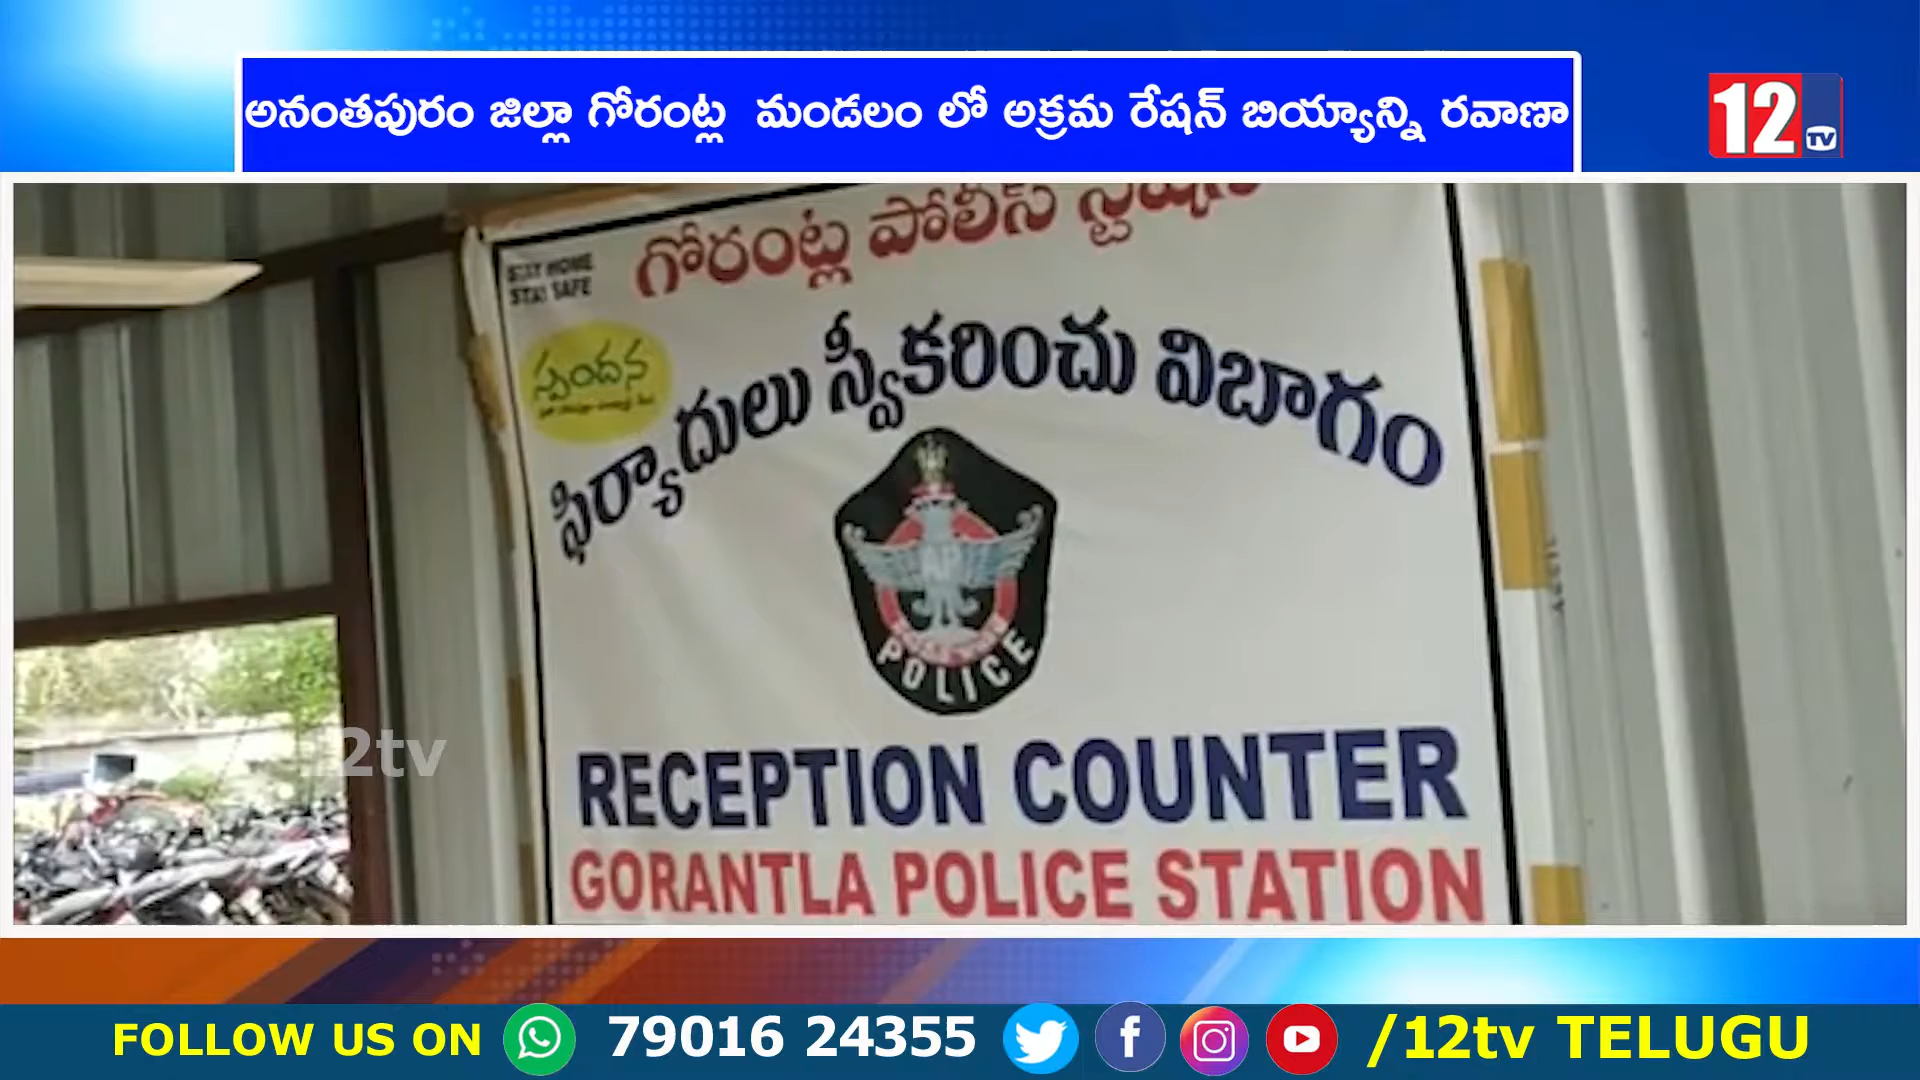 అనంతపురం జిల్లా గోరంట్ల మండలం లో అక్రమ రేషన్ బియ్యాన్ని రవాణా
12 TV
గోరంట్ల పోలీస్ స్టేషన్
STAY HOME
STAY SAFE
స్పందన
ఫిర్యాదులు స్వీకరించు విబాగం
AP
POLICE
RECEPTION COUNTER
GORANTLA POLICE STATION
12tv
FOLLOW US ON 79016 24355 /12tv TELUGU